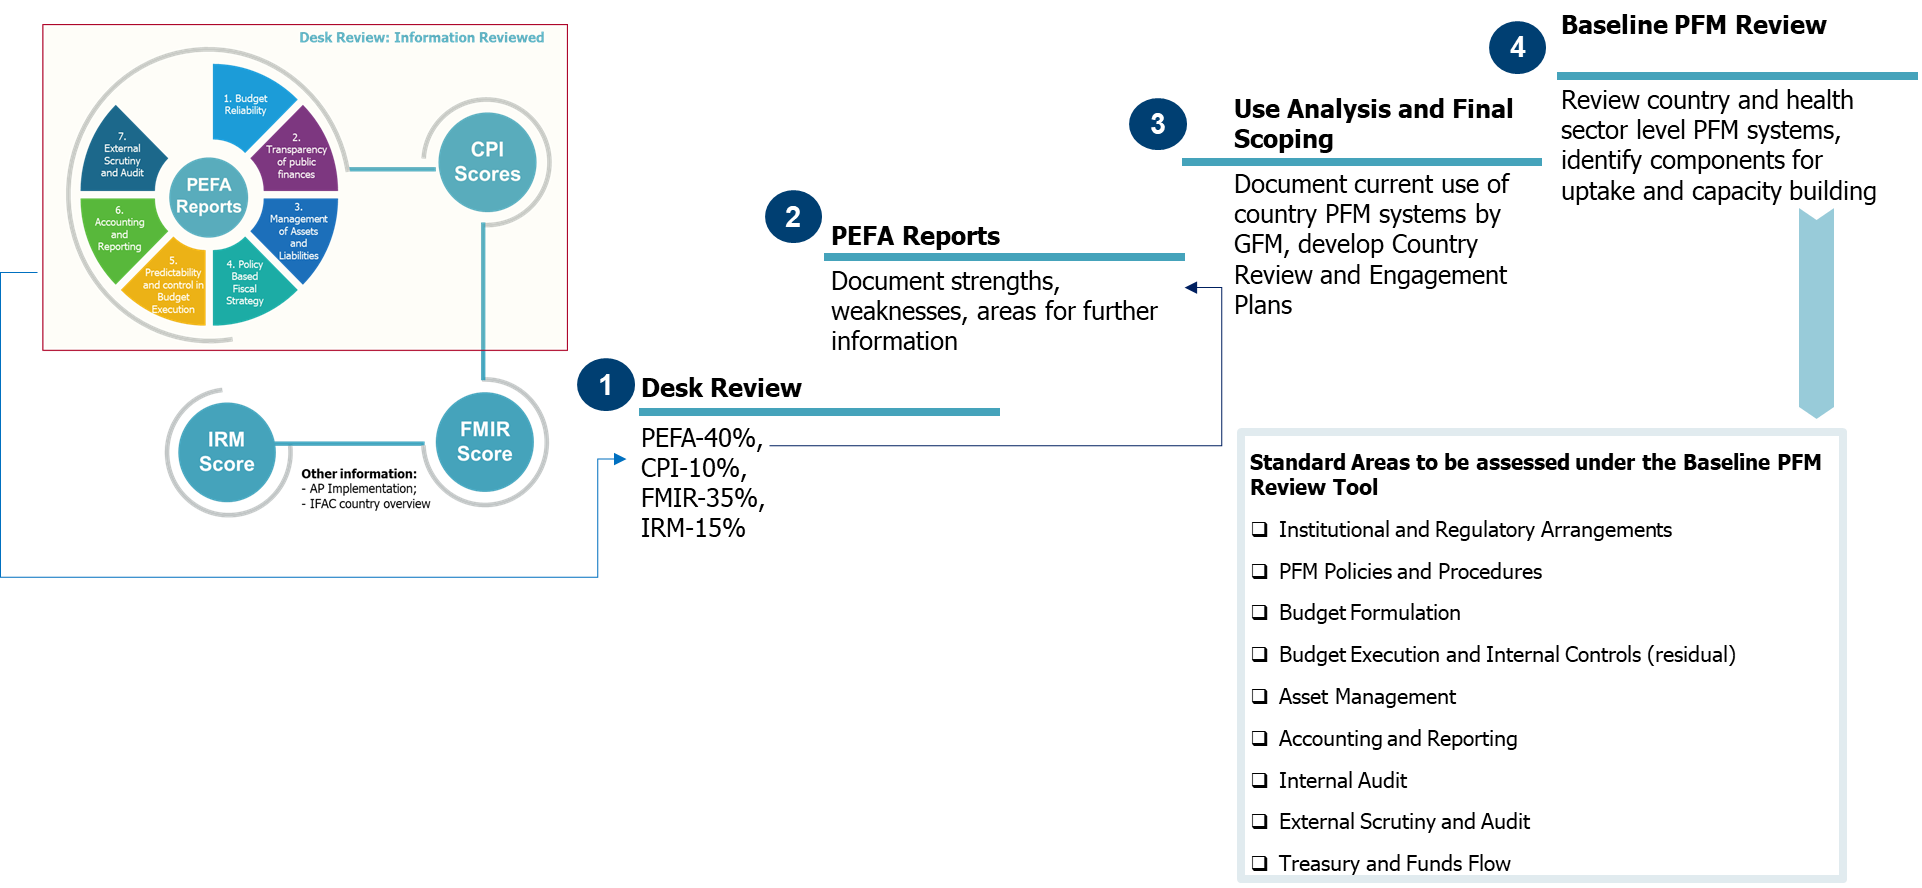 Desk Review: Information Reviewed
1. Budget
Reliability
2.
Transparency
of public
finances
3.
Management
of Assets
and
Liabilities
4. Policy
Based
Fiscal
Strategy
5.
Predictability
and control in
Budget
Execution
6.
Accounting
and
Reporting
7.
External
Scrutiny
and Audit
PEFA
Reports
CPI
Scores
FMIR
Score
IRM
Score
Other information:
- AP Implementation;
- IFAC country overview
1
Desk Review
PEFA-40%,
CPI-10%,
FMIR-35%,
IRM-15%
2
PEFA Reports
Document strengths,
weaknesses, areas for further
information
3
Use Analysis and Final
Scoping
Document current use of
country PFM systems by
GFM, develop Country
Review and Engagement
Plans
4
Baseline PFM Review
Review country and health
sector level PFM systems,
identify components for
uptake and capacity building
Standard Areas to be assessed under the Baseline PFM
Review Tool
❑ Institutional and Regulatory Arrangements
❑ PFM Policies and Procedures
❑ Budget Formulation
❑ Budget Execution and Internal Controls (residual)
❑ Asset Management
❑ Accounting and Reporting
❑ Internal Audit
❑ External Scrutiny and Audit
❑ Treasury and Funds Flow